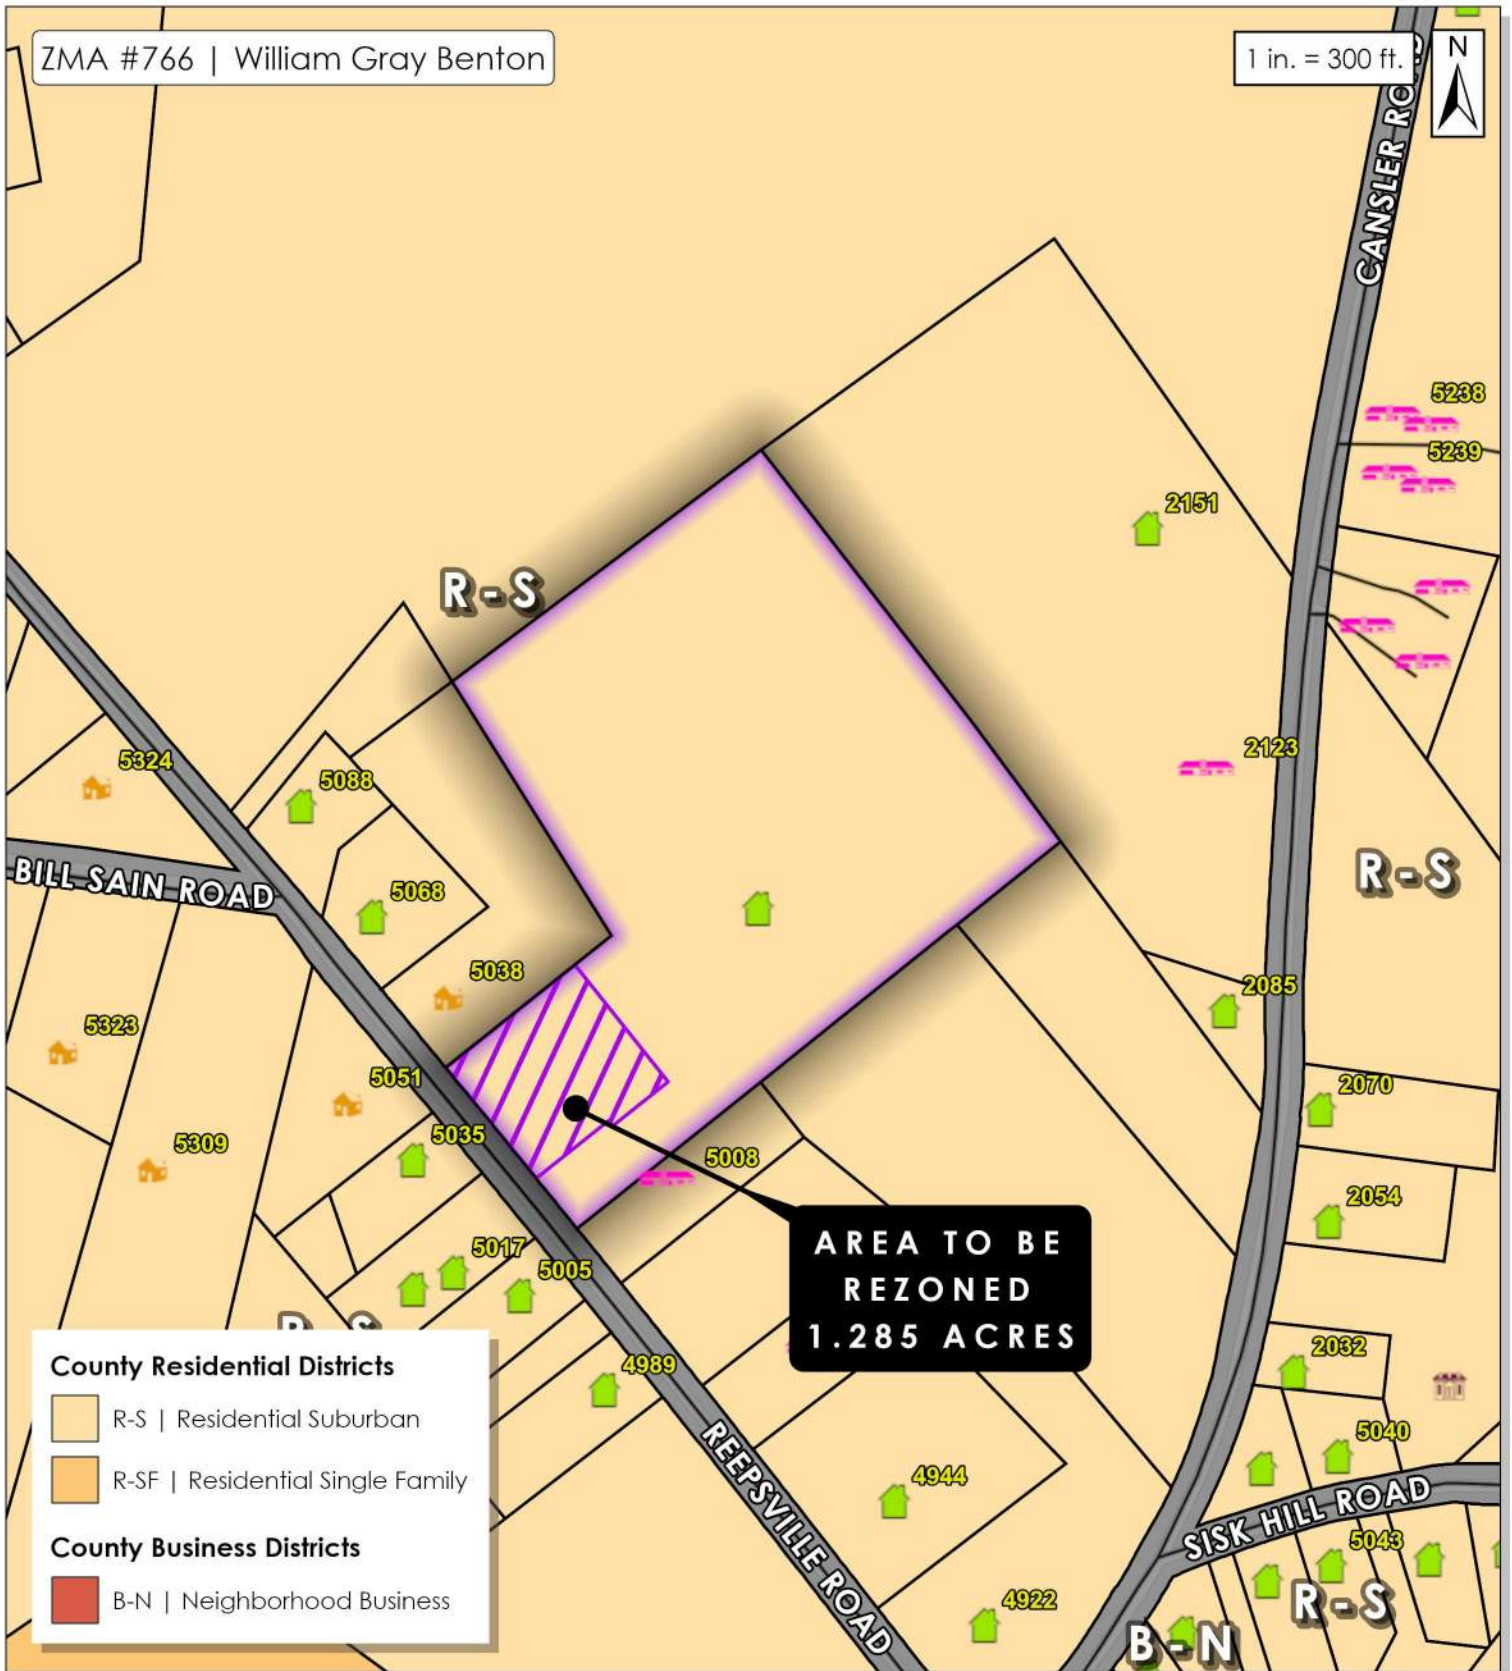 ZMA #766 | William Gray Benton
1 in. = 300 ft.
N
CANSLER ROAD
5238
5239
2151
R-S
5324
5088
2123
BILL SAIN ROAD
5068
R-S
5038
2085
5323
5051
2070
5309
5035
5008
2054
AREA TO BE
REZONED
1.285 ACRES
5017
5005
R-S
2032
4989
5040
REEPSVILLE ROAD
4944
SISK HILL ROAD
5043
4922
R-S
B-N
County Residential Districts
R-S | Residential Suburban
R-SF | Residential Single Family
County Business Districts
B-N | Neighborhood Business